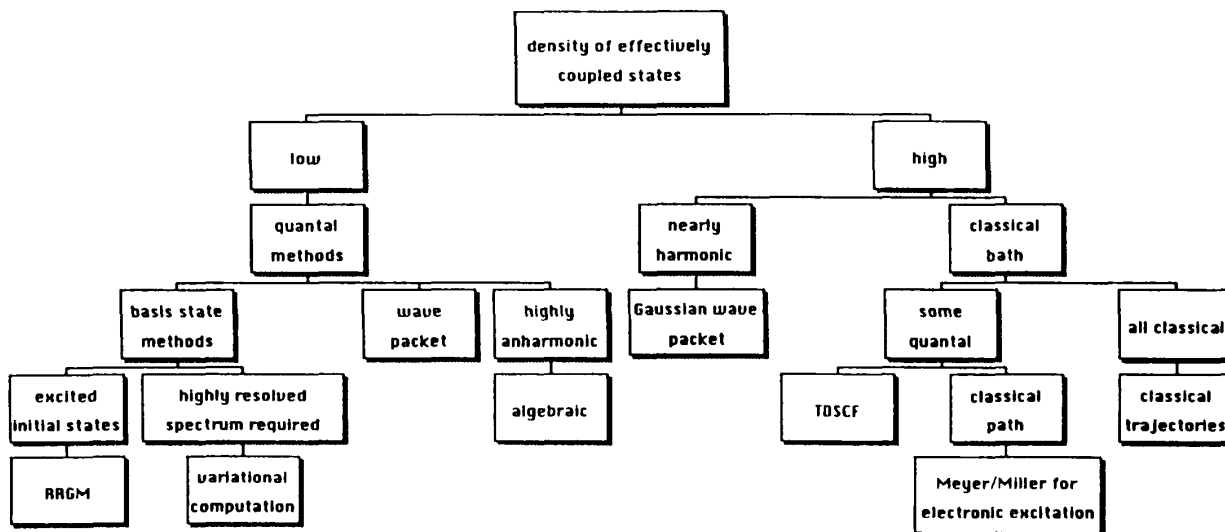 density of effectively
coupled states
low
high
quantal
methods
nearly
harmonic
classical
bath
basis state
methods
wave
packet
highly
anharmonic
Gaussian wave
packet
some
quantal
all classical
excited
initial states
highly resolved
spectrum required
algebraic
TDSCF
classical
path
classical
trajectories
RRGM
variational
computation
Meyer/Miller for
electronic excitation